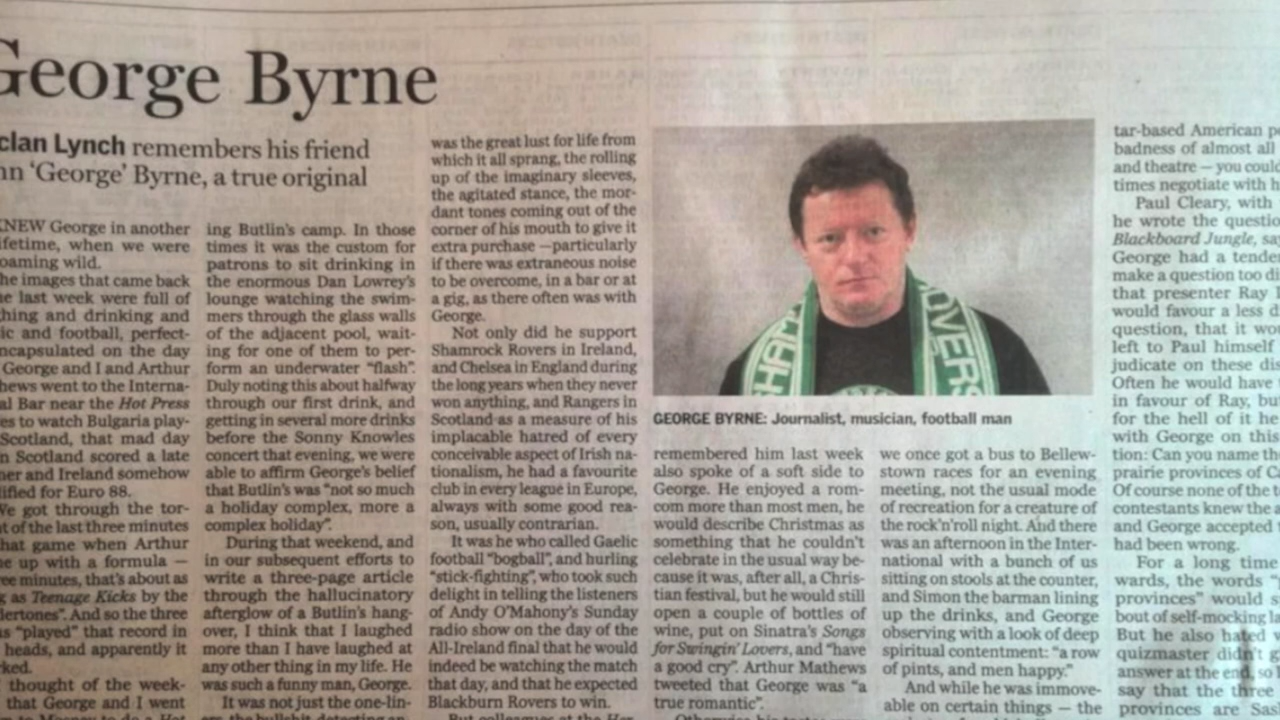 George Byrne
clan Lynch remembers his friend
nn ‘George’ Byrne, a true original
KNEW George in another
ifetime, when we were
oaming wild.
he images that came back
e last week were full of
ghing and drinking and
ic and football, perfect-
ncapsulated on the day
George and I and Arthur
hews went to the Interna-
al Bar near the Hot Press
es to watch Bulgaria play-
Scotland, that mad day
n Scotland scored a late
ner and Ireland somehow
lified for Euro 88.
We got through the tor-
t of the last three minutes
hat game when Arthur
e up with a formula —
ree minutes, that’s about as
g as Teenage Kicks by the
dertones”. And so the three
s “played” that record in
heads, and apparently it
rked.
thought of the week-
that George and I went
to Mosney to do a Hot
ing Butlin’s camp. In those
times it was the custom for
patrons to sit drinking in
the enormous Dan Lowrey’s
lounge watching the swim-
mers through the glass walls
of the adjacent pool, wait-
ing for one of them to per-
form an underwater “flash”.
Duly noting this about halfway
through our first drink, and
getting in several more drinks
before the Sonny Knowles
concert that evening, we were
able to affirm George’s belief
that Butlin’s was “not so much
a holiday complex, more a
complex holiday”.
During that weekend, and
in our subsequent efforts to
write a three-page article
through the hallucinatory
afterglow of a Butlin’s hang-
over, I think that I laughed
more than I have laughed at
any other thing in my life. He
was such a funny man, George.
It was not just the one-lin-
ers, the bullshit detecting an
was the great lust for life from
which it all sprang, the rolling
up of the imaginary sleeves,
the agitated stance, the mor-
dant tones coming out of the
corner of his mouth to give it
extra purchase —particularly
if there was extraneous noise
to be overcome, in a bar or at
a gig, as there often was with
George.
Not only did he support
Shamrock Rovers in Ireland,
and Chelsea in England during
the long years when they never
won anything, and Rangers in
Scotland as a measure of his
implacable hatred of every
conceivable aspect of Irish na-
tionalism, he had a favourite
club in every league in Europe,
always with some good rea-
son, usually contrarian.
It was he who called Gaelic
football “bogball”, and hurling
“stick-fighting”, who took such
delight in telling the listeners
of Andy O’Mahony’s Sunday
radio show on the day of the
All-Ireland final that he would
indeed be watching the match
that day, and that he expected
Blackburn Rovers to win.
But colleagues at the Her
SHAM
OVERS
GEORGE BYRNE: Journalist, musician, football man
remembered him last week
also spoke of a soft side to
George. He enjoyed a rom-
com more than most men, he
would describe Christmas as
something that he couldn’t
celebrate in the usual way be-
cause it was, after all, a Chris-
tian festival, but he would still
open a couple of bottles of
wine, put on Sinatra’s Songs
for Swingin’ Lovers, and “have
a good cry”. Arthur Mathews
tweeted that George was “a
true romantic”.
we once got a bus to Bellew-
stown races for an evening
meeting, not the usual mode
of recreation for a creature of
the rock’n’roll night. And there
was an afternoon in the Inter-
national with a bunch of us
sitting on stools at the counter,
and Simon the barman lining
up the drinks, and George
observing with a look of deep
spiritual contentment: “a row
of pints, and men happy.”
And while he was immove-
able on certain things — the
tar-based American p
badness of almost all
and theatre — you could
times negotiate with h
Paul Cleary, with
he wrote the questio
Blackboard Jungle, sa
George had a tender
make a question too di
that presenter Ray
would favour a less d
question, that it wo
left to Paul himself
judicate on these dis
Often he would have
in favour of Ray, but
for the hell of it he
with George on this
tion: Can you name the
prairie provinces of C
Of course none of the t
contestants knew the a
and George accepted
had been wrong.
For a long time
wards, the words “
provinces” would s
bout of self-mocking la
But he also hated w
quizmaster didn’t g
answer at the end, so
say that the three
provinces are Sas